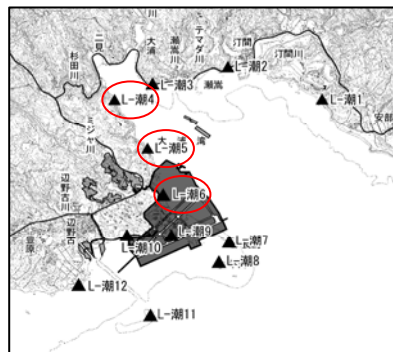 二見
杉田川
大浦川
瀬嵩川
テマダ川
汀間
汀間川
瀬嵩
安部
L-潮1
L-潮2
L-潮3
L-潮4
L-潮5
大浦湾
L-潮6
ミジャ川
辺野古川
辺野古
豊原
L-潮7
L-潮8
L-潮9
L-潮10
L-潮11
L-潮12